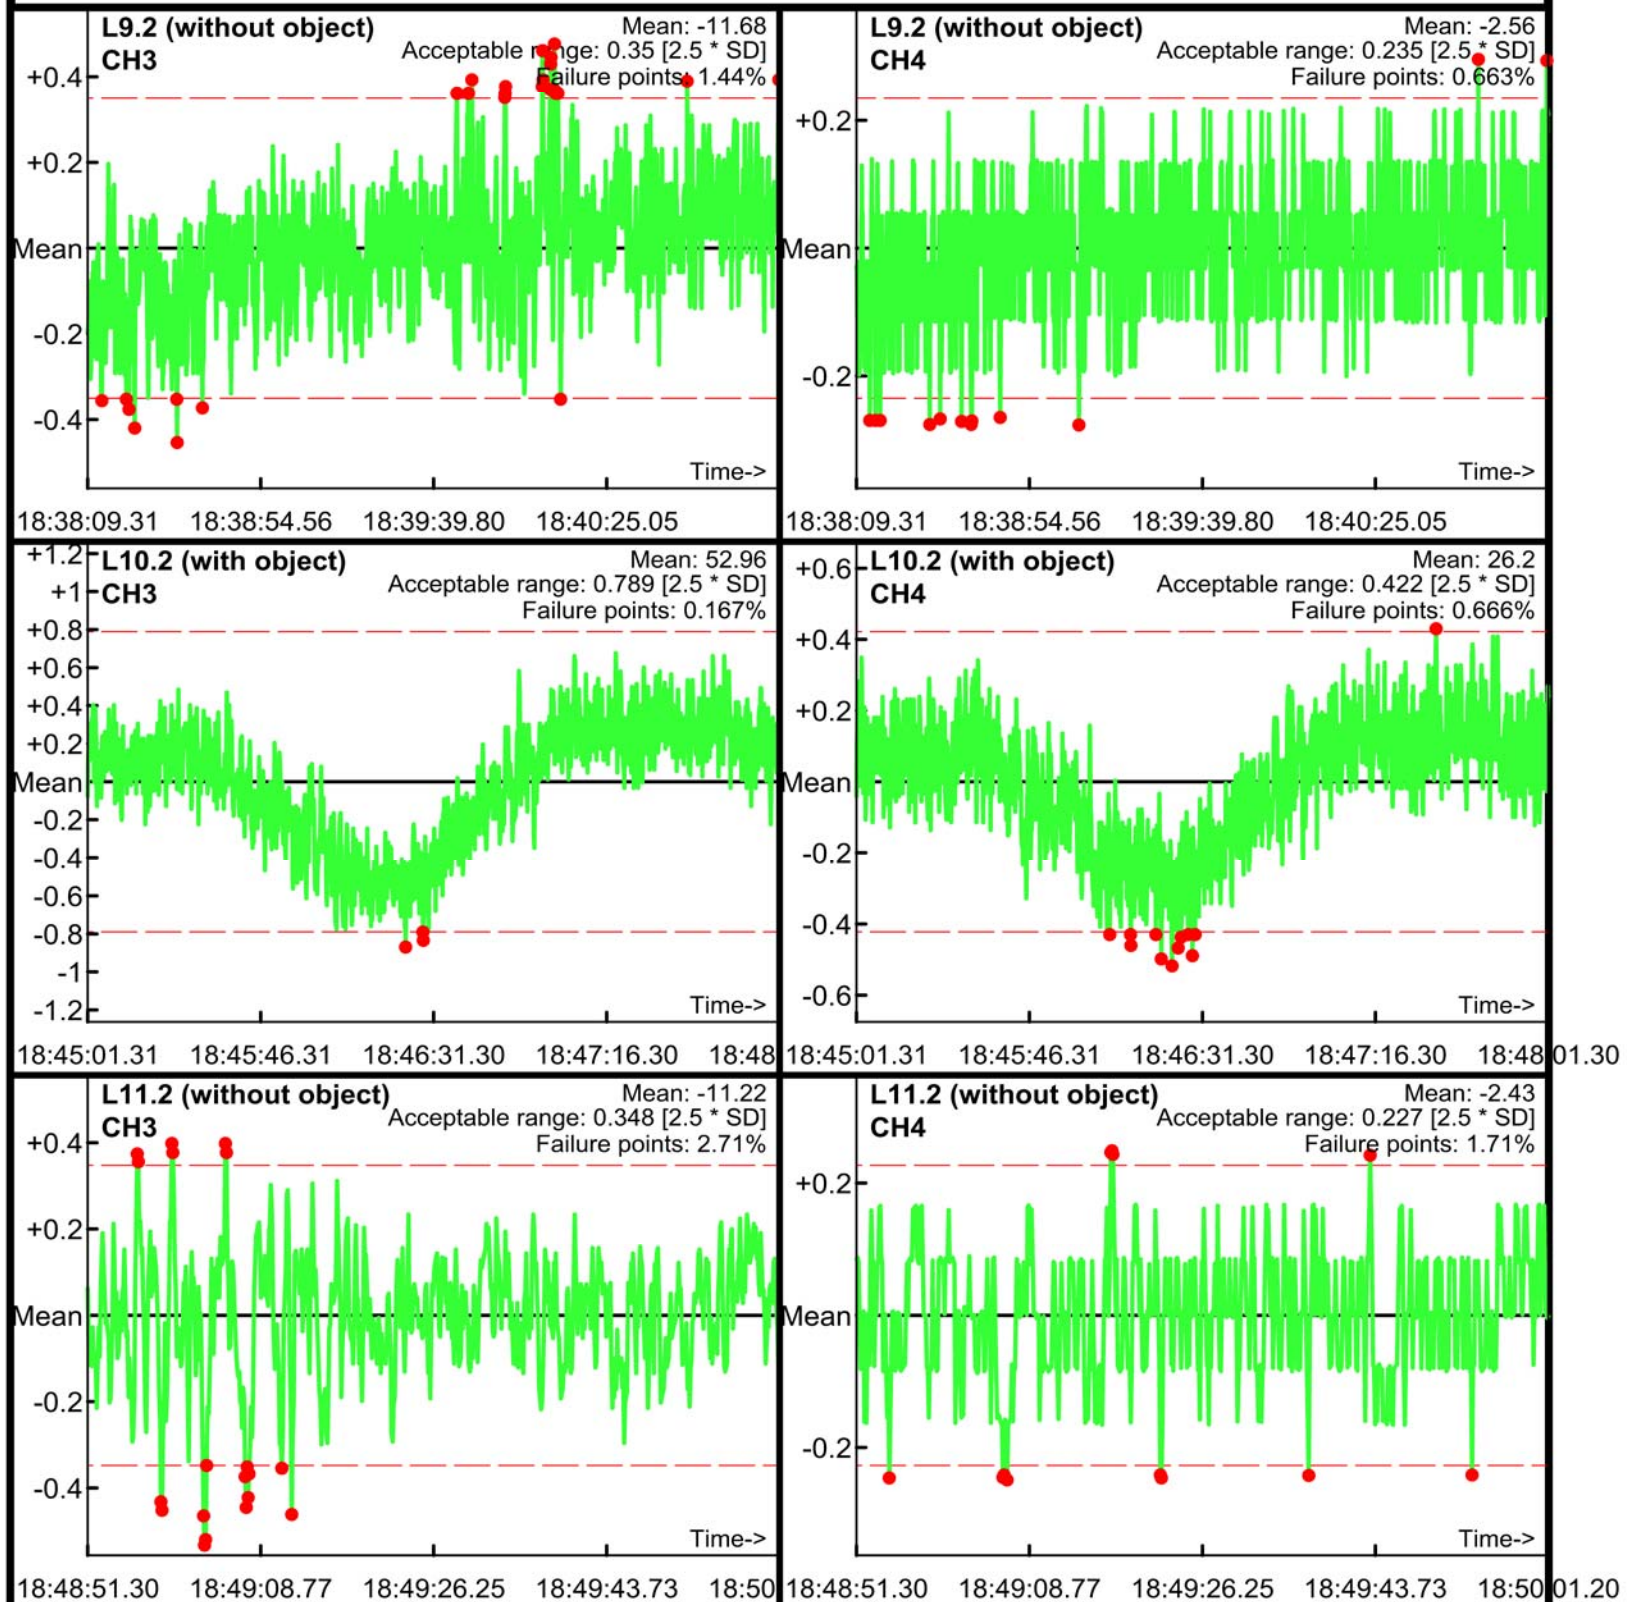 L9.2 (without object)
CH3
Mean: -11.68
Acceptable range: 0.35 [2.5 * SD]
Failure points: 1.44%
+0.4
+0.2
Mean
-0.2
-0.4
Time->
18:38:09.31 18:38:54.56 18:39:39.80 18:40:25.05
L9.2 (without object)
CH4
Mean: -2.56
Acceptable range: 0.235 [2.5 * SD]
Failure points: 0.663%
+0.2
Mean
-0.2
Time->
18:38:09.31 18:38:54.56 18:39:39.80 18:40:25.05
L10.2 (with object)
CH3
Mean: 52.96
Acceptable range: 0.789 [2.5 * SD]
Failure points: 0.167%
+1.2
+1
+0.8
+0.6
+0.4
+0.2
Mean
-0.2
-0.4
-0.6
-0.8
-1
-1.2
Time->
18:45:01.31 18:45:46.31 18:46:31.30 18:47:16.30 18:48
L10.2 (with object)
CH4
Mean: 26.2
Acceptable range: 0.422 [2.5 * SD]
Failure points: 0.666%
+0.6
+0.4
+0.2
Mean
-0.2
-0.4
-0.6
Time->
18:45:01.31 18:45:46.31 18:46:31.30 18:47:16.30 18:48:01.30
L11.2 (without object)
CH3
Mean: -11.22
Acceptable range: 0.348 [2.5 * SD]
Failure points: 2.71%
+0.4
+0.2
Mean
-0.2
-0.4
Time->
18:48:51.30 18:49:08.77 18:49:26.25 18:49:43.73 18:50
L11.2 (without object)
CH4
Mean: -2.43
Acceptable range: 0.227 [2.5 * SD]
Failure points: 1.71%
+0.2
Mean
-0.2
Time->
18:48:51.30 18:49:08.77 18:49:26.25 18:49:43.73 18:50:01.20